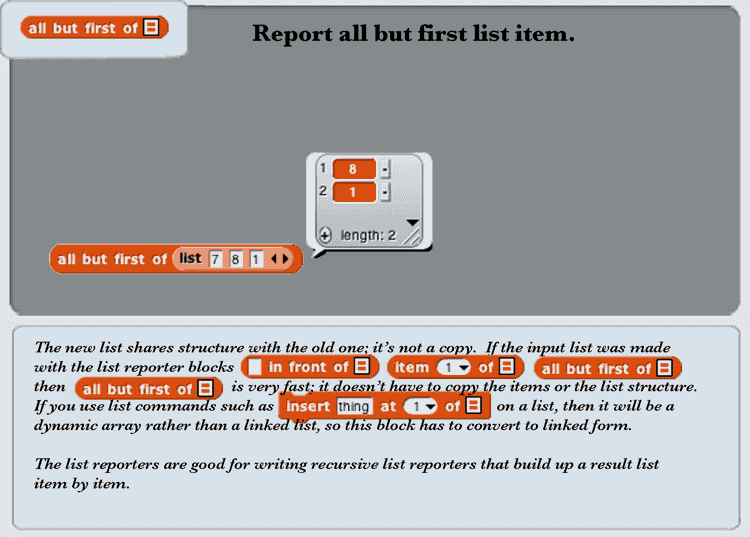 all but first of
Report all but first list item.
1 8 -
2 1 -
+ length: 2
all but first of list 7 8 1
The new list shares structure with the old one; it's not a copy. If the input list was made
with the list reporter blocks in front of item 1 of all but first of
then all but first of is very fast; it doesn't have to copy the items or the list structure.
If you use list commands such as insert thing at 1 of on a list, then it will be a
dynamic array rather than a linked list, so this block has to convert to linked form.
The list reporters are good for writing recursive list reporters that build up a result list
item by item.